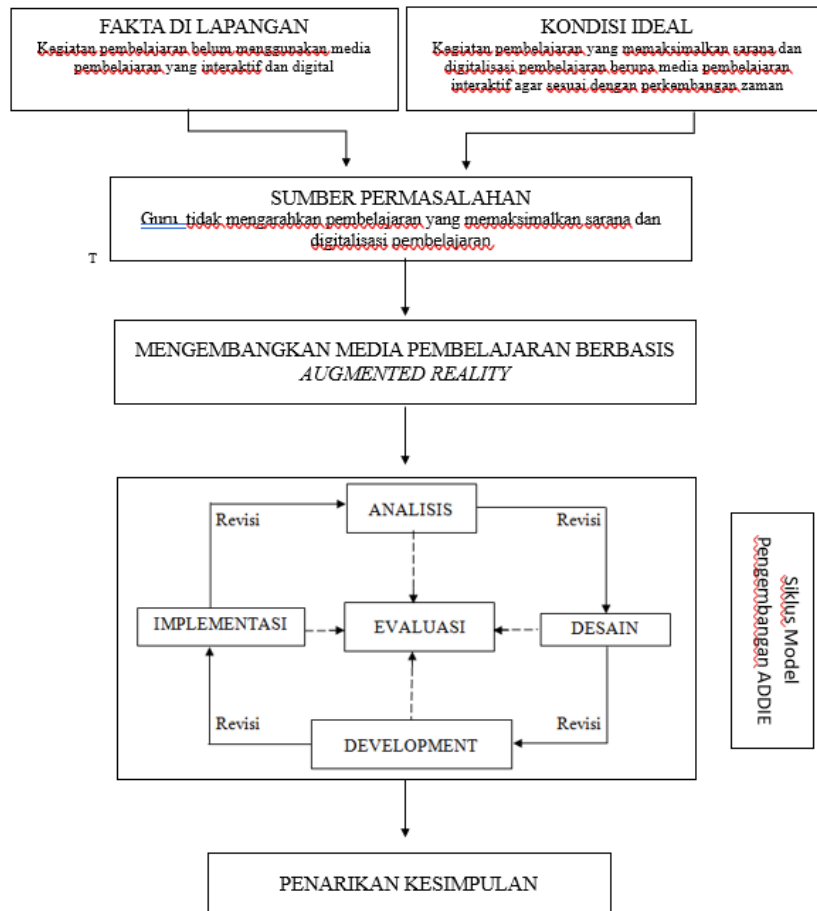 FAKTA DI LAPANGAN
Kegiatan pembelajaran belum menggunakan media
pembelajaran yang interaktif dan digital
KONDISI IDEAL
Kegiatan pembelajaran yang memaksimalkan sarana dan
digitalisasi pembelajaran berupa media pembelajaran
interaktif agar sesuai dengan perkembangan zaman
SUMBER PERMASALAHAN
Guru tidak mengarahkan pembelajaran yang memaksimalkan sarana dan
digitalisasi pembelajaran
T
MENGEMBANGKAN MEDIA PEMBELAJARAN BERBASIS
AUGMENTED REALITY
ANALISIS
Revisi
Revisi
IMPLEMENTASI
EVALUASI
DESAIN
Revisi
Revisi
DEVELOPMENT
Siklus Model
Pengembangan ADDIE
PENARIKAN KESIMPULAN